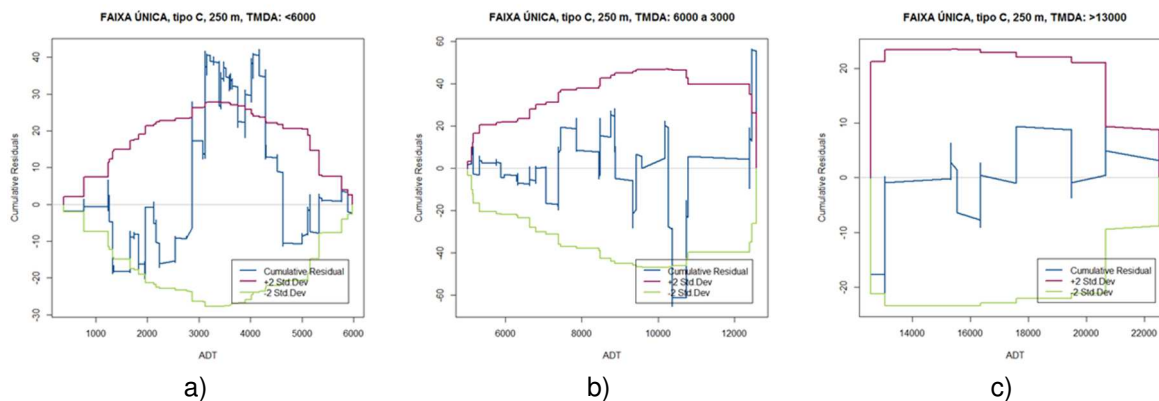 FAIXA ÚNICA, tipo C, 250 m, TMDA: <6000
Cumulative Residuals
40
30
20
10
0
-10
-20
-30
1000 2000 3000 4000 5000 6000
ADT
Cumulative Residual
+2 Std.Dev
-2 Std.Dev
a)
FAIXA ÚNICA, tipo C, 250 m, TMDA: 6000 a 3000
Cumulative Residuals
60
40
20
0
-20
-40
-60
6000 8000 10000 12000
ADT
Cumulative Residual
+2 Std.Dev
-2 Std.Dev
b)
FAIXA ÚNICA, tipo C, 250 m, TMDA: >13000
Cumulative Residuals
20
10
0
-10
-20
14000 16000 18000 20000 22000
ADT
Cumulative Residual
+2 Std.Dev
-2 Std.Dev
c)